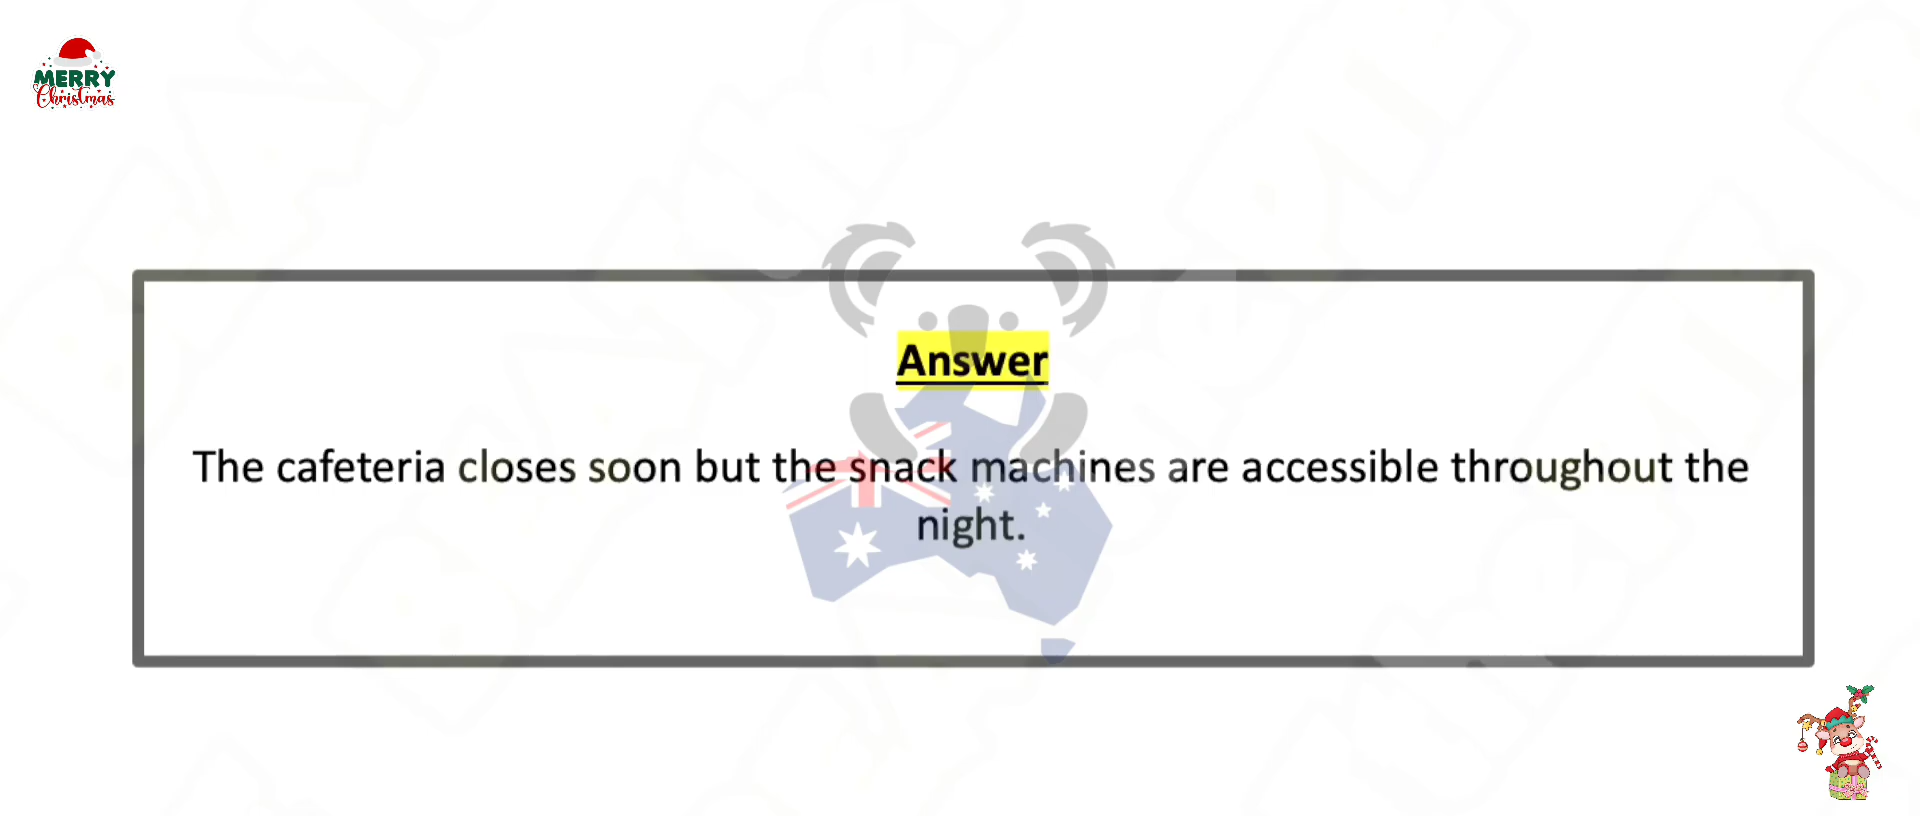 MERRY
Christmas
Answer
The cafeteria closes soon but the snack machines are accessible throughout the
night.